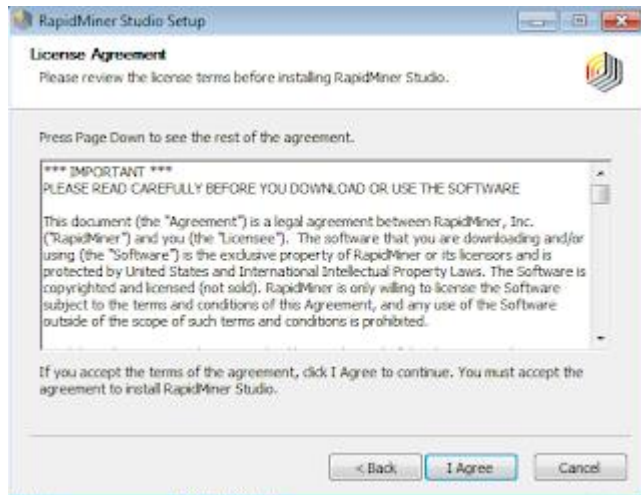 RapidMiner Studio Setup
License Agreement
Please review the license terms before installing RapidMiner Studio.
Press Page Down to see the rest of the agreement.
*** IMPORTANT ***
PLEASE READ CAREFULLY BEFORE YOU DOWNLOAD OR USE THE SOFTWARE
This document (the "Agreement") is a legal agreement between RapidMiner, Inc.
("RapidMiner") and you (the "Licensee"). The software that you are downloading and/or
using (the "Software") is the exclusive property of RapidMiner or its licensors and is
protected by United States and International Intellectual Property Laws. The Software is
copyrighted and licensed (not sold). RapidMiner is only willing to license the Software
subject to the terms and conditions of this Agreement, and any use of the Software
outside of the scope of such terms and conditions is prohibited.
If you accept the terms of the agreement, click I Agree to continue. You must accept the
agreement to install RapidMiner Studio.
< Back
I Agree
Cancel